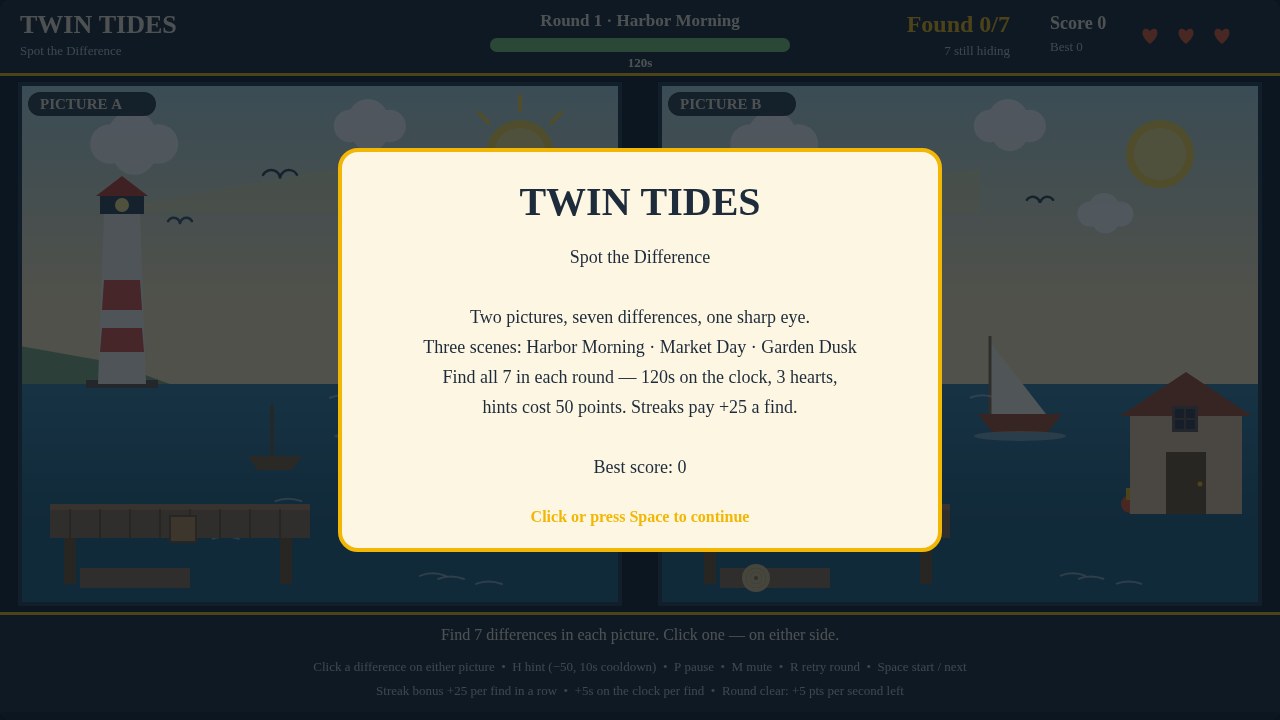 TWIN TIDES
Spot the Difference
Round 1 · Harbor Morning
120s
Found 0/7
7 still hiding
Score 0
Best 0
PICTURE A
PICTURE B
TWIN TIDES
Spot the Difference
Two pictures, seven differences, one sharp eye.
Three scenes: Harbor Morning · Market Day · Garden Dusk
Find all 7 in each round — 120s on the clock, 3 hearts,
hints cost 50 points. Streaks pay +25 a find.
Best score: 0
Click or press Space to continue
Find 7 differences in each picture. Click one — on either side.
Click a difference on either picture • H hint (−50, 10s cooldown) • P pause • M mute • R retry round • Space start / next
Streak bonus +25 per find in a row • +5s on the clock per find • Round clear: +5 pts per second left